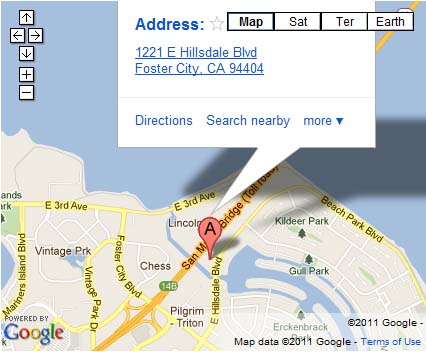 Address:
Map
Sat
Ter
Earth
1221 E Hillsdale Blvd
Foster City, CA 94404
Directions
Search nearby
more ▼
E 3rd Ave
E 3rd Ave
San M
Bridge (Toll road)
Beach Park Blvd
Kildeer Park
Lincoln
A
Vintage Prk
Foster City Blvd
Chess
Gull Park
Mariners Island Blvd
Vintage Park Dr
14B
E Hillsdale Blvd
Pilgrim
Triton
Erckenbrack
Park
POWERED BY
Google
©2011 Google -
Map data ©2011 Google - Terms of Use